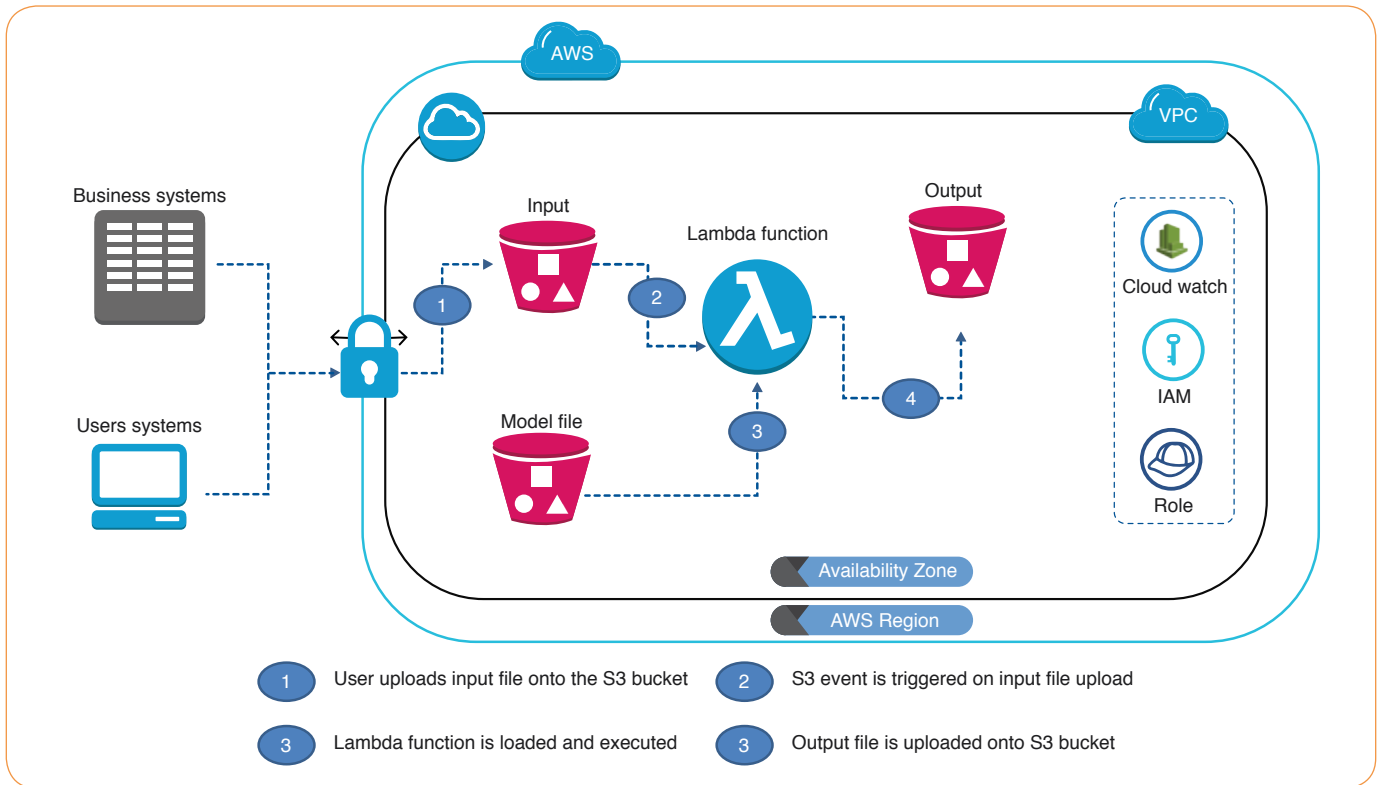 AWS
VPC
Business systems
Users systems
Input
Lambda function
Output
1
2
Model file
3
4
Cloud watch
IAM
Role
Availability Zone
AWS Region
1 User uploads input file onto the S3 bucket
2 S3 event is triggered on input file upload
3 Lambda function is loaded and executed
3 Output file is uploaded onto S3 bucket